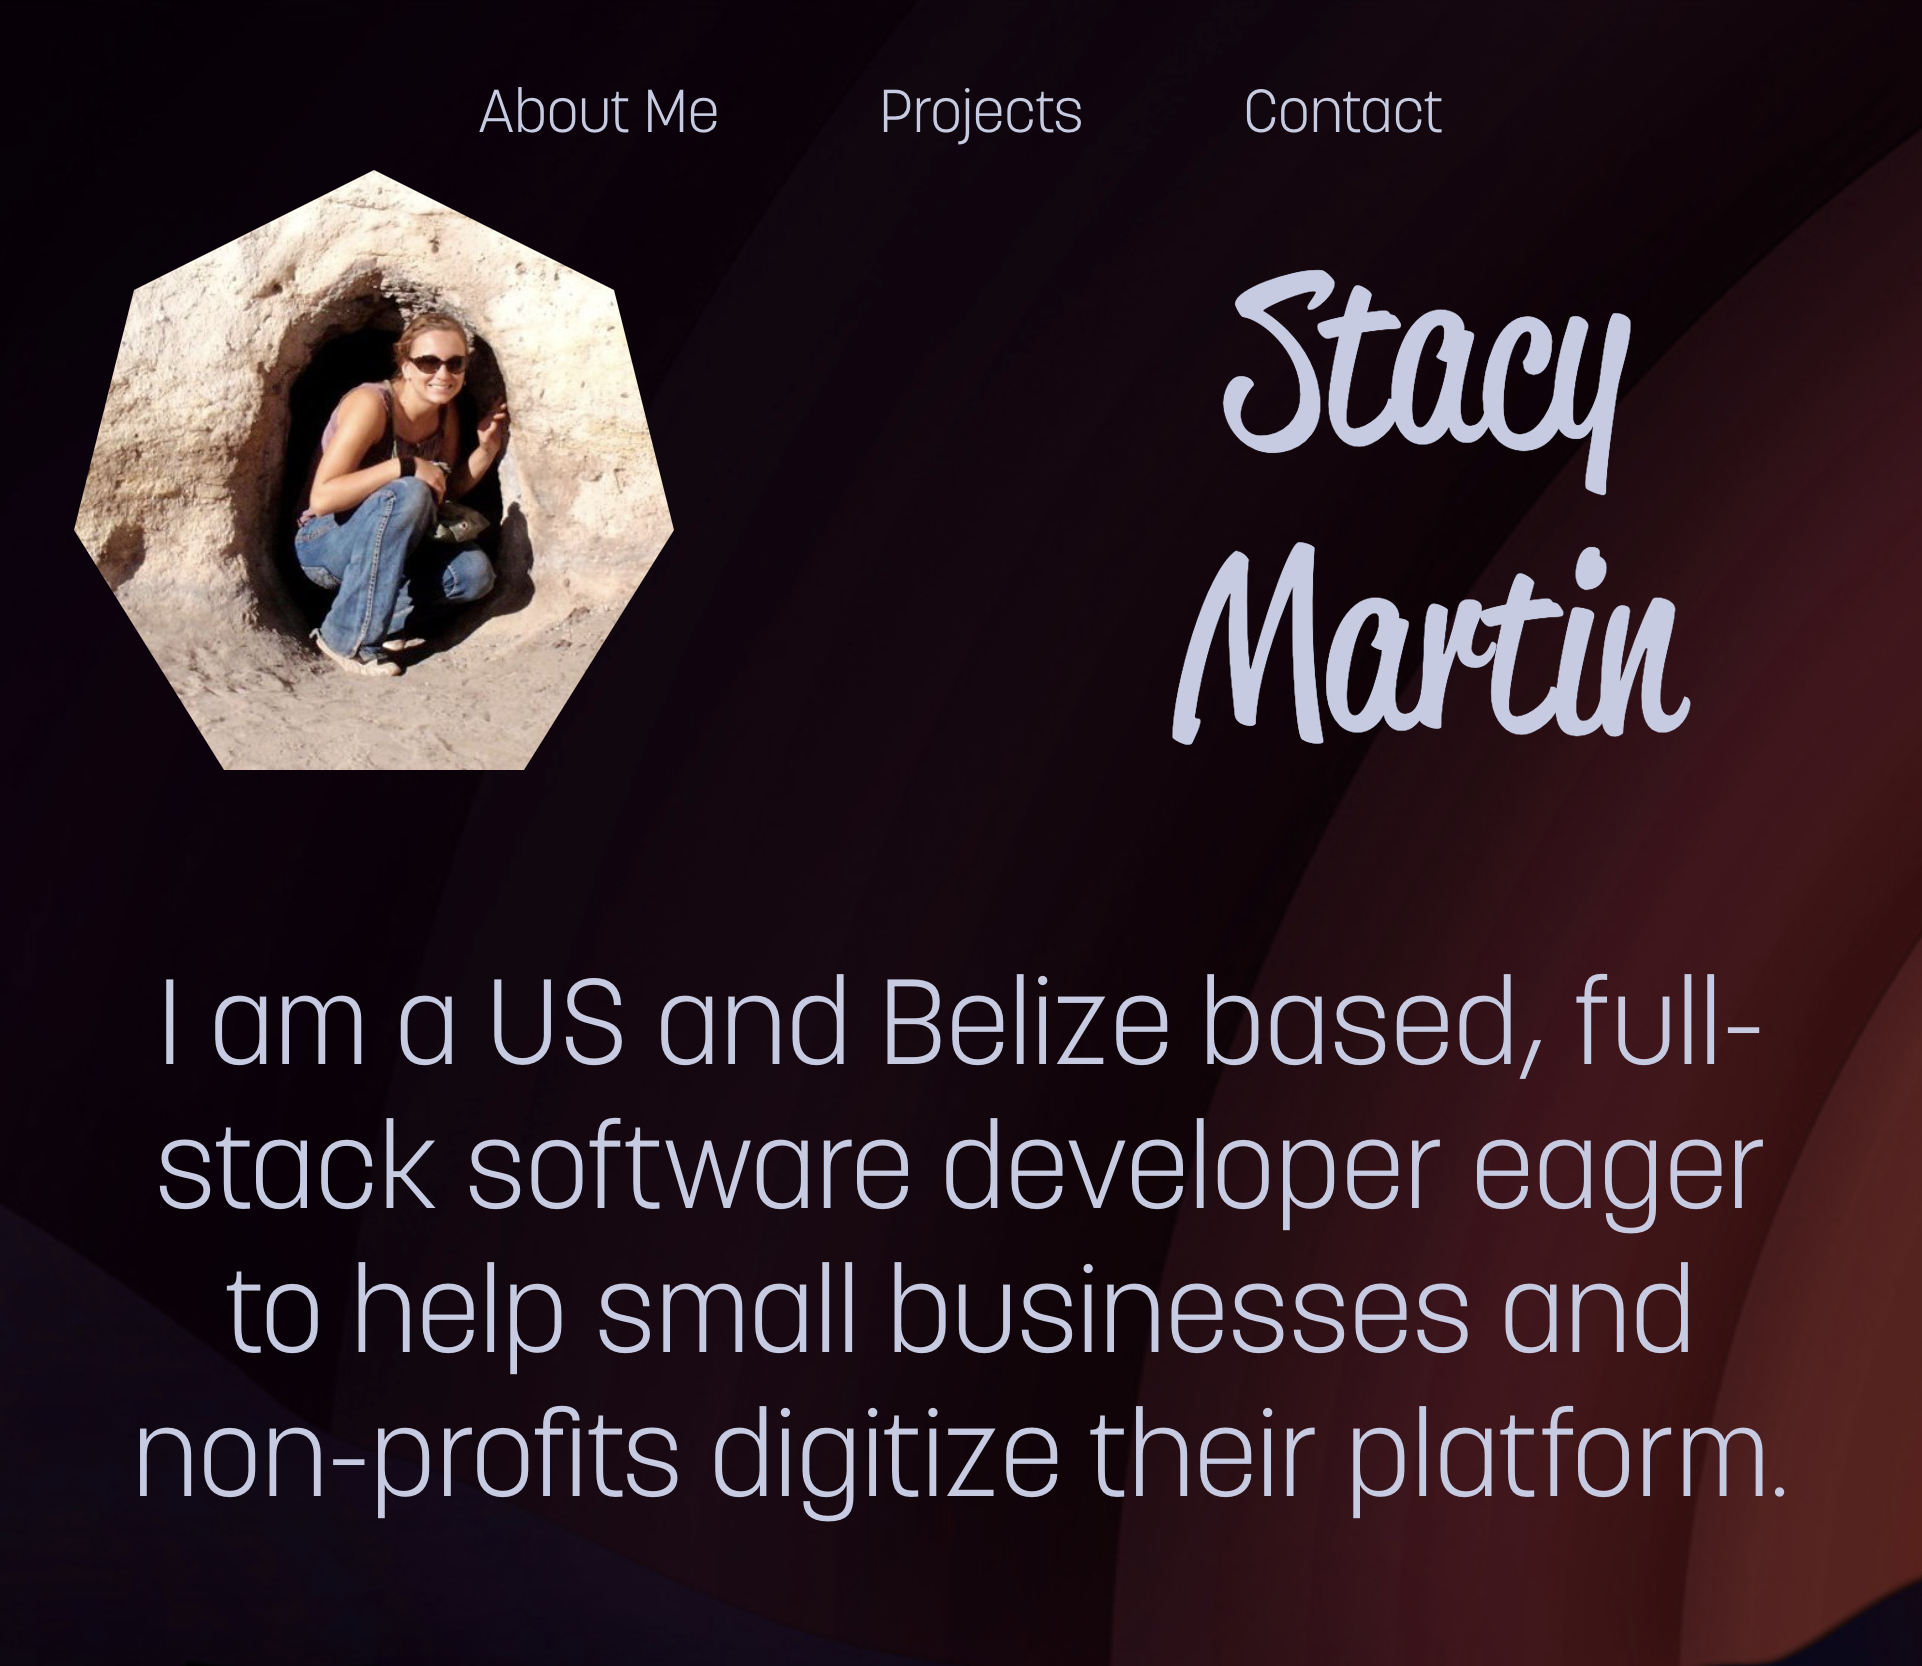 About Me Projects Contact
Stacy
Martin
I am a US and Belize based, full-
stack software developer eager
to help small businesses and
non-profits digitize their platform.